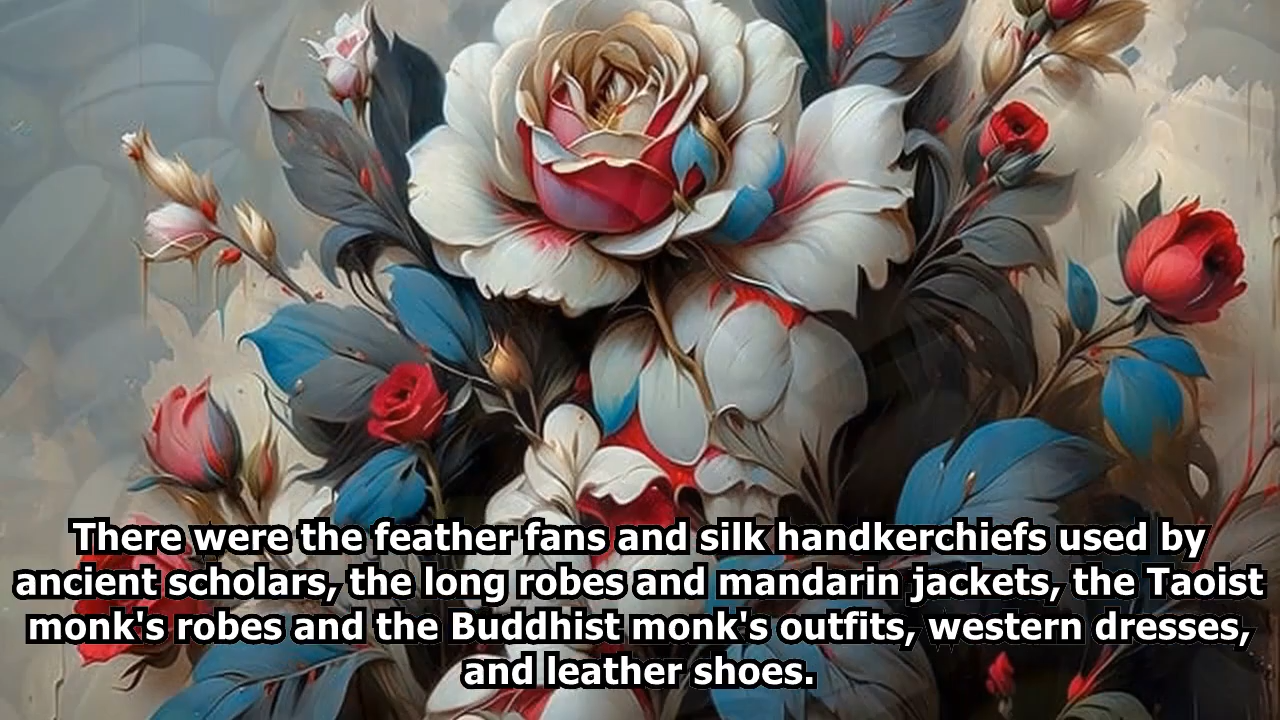 There were the feather fans and silk handkerchiefs used by
ancient scholars, the long robes and mandarin jackets, the Taoist
monk's robes and the Buddhist monk's outfits, western dresses,
and leather shoes.